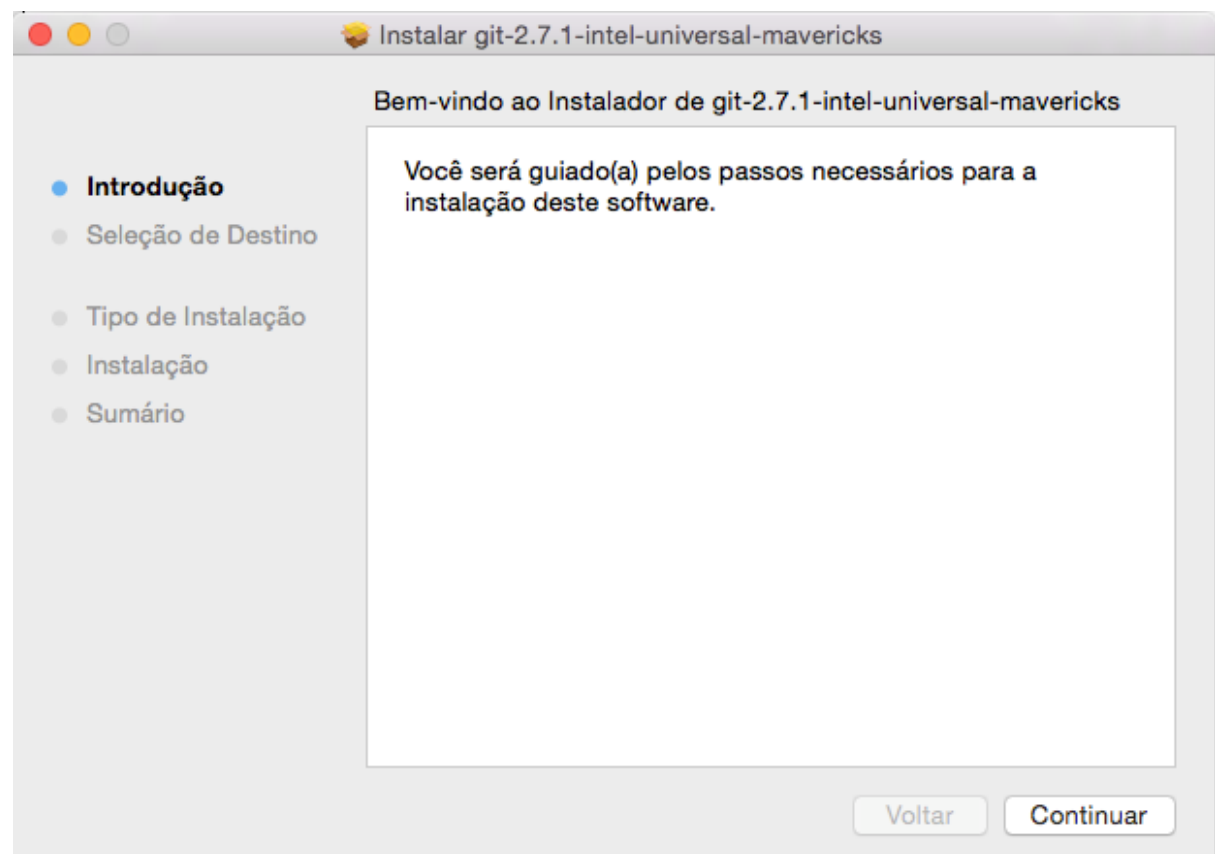 Instalar git-2.7.1-intel-universal-mavericks
Bem-vindo ao Instalador de git-2.7.1-intel-universal-mavericks
Introdução
Seleção de Destino
Tipo de Instalação
Instalação
Sumário
Você será guiado(a) pelos passos necessários para a
instalação deste software.
Voltar
Continuar